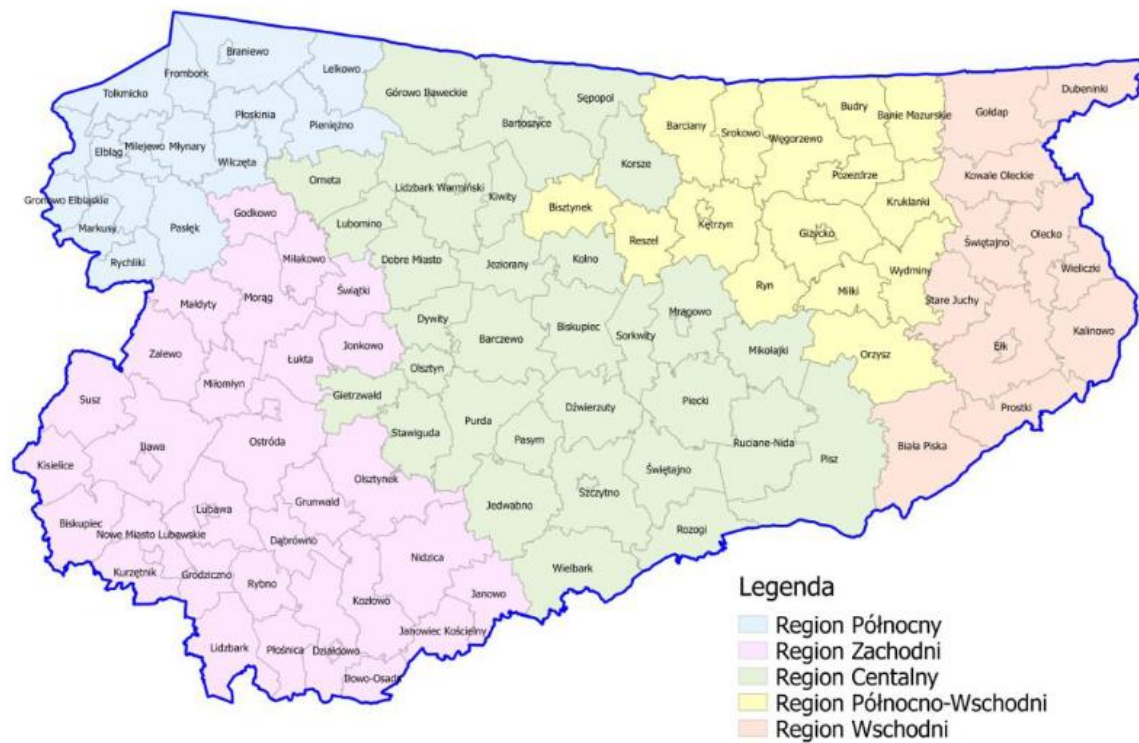 Braniewo
Lelkowo
Frombork
Tolkmicko
Płoskinia
Pieniężno
Elbląg
Milejewo
Młynary
Wilczęta
Gronowo Elbląskie
Markusy
Pasłęk
Rychliki
Górowo Iławeckie
Sępopol
Bartoszyce
Korsze
Orneta
Lidzbark Warmiński
Kiwity
Lubomino
Dobre Miasto
Jeziorany
Kolno
Barciany
Srokowo
Węgorzewo
Budry
Banie Mazurskie
Pozezdrze
Kruklanki
Bisztynek
Reszel
Kętrzyn
Giżycko
Wydminy
Ryn
Miłki
Orzysz
Gołdap
Dubeninki
Kowale Oleckie
Świętajno
Olecko
Wieliczki
Stare Juchy
Ełk
Kalinowo
Prostki
Biała Piska
Godkowo
Miłakowo
Świątki
Małdyty
Morąg
Zalewo
Łukta
Jonkowo
Miłomłyn
Susz
Iława
Ostróda
Kisielice
Olsztynek
Biskupiec
Lubawa
Grunwald
Nowe Miasto Lubawskie
Dąbrówno
Kurzętnik
Grodziczno
Rybno
Nidzica
Kozłowo
Janowo
Lidzbark
Płośnica
Działdowo
Janowiec Kościelny
Iłowo-Osada
Dywity
Barczewo
Biskupiec
Sorkwity
Mrągowo
Mikołajki
Olsztyn
Gietrzwałd
Stawiguda
Purda
Pasym
Dźwierzuty
Piecki
Ruciane-Nida
Pisz
Jedwabno
Szczytno
Świętajno
Rozogi
Wielbark
Legenda
Region Północny
Region Zachodni
Region Centalny
Region Północno-Wschodni
Region Wschodni